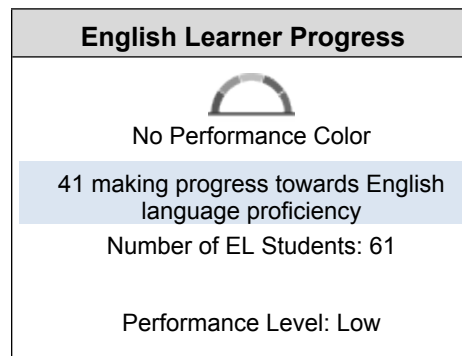 English Learner Progress
No Performance Color
41 making progress towards English
language proficiency
Number of EL Students: 61
Performance Level: Low